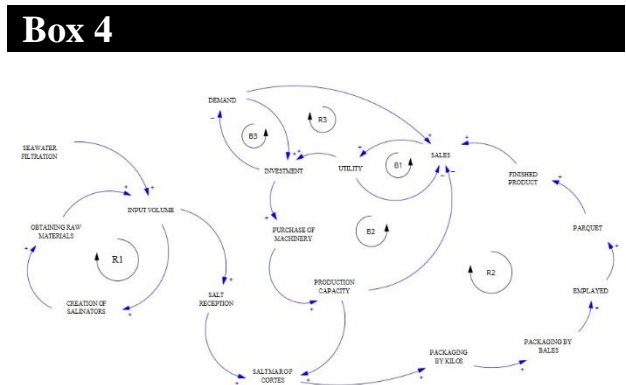 Box 4
DEMAND
R3
B3
SEAWATER
FILTRATION
SALES
INVESTMENT
UTILITY
B1
FINISHED
PRODUCT
INPUT VOLUME
OBTAINING RAW
MATERIALS
PURCHASE OF
MACHINERY
B2
PARQUET
R1
R2
CREATION OF
SALINATORS
SALT
RECEPTION
PRODUCTION
CAPACITY
EMPLAYED
PACKAGING BY
BALES
PACKAGING
BY KILOS
SALTMAR OF
CORTES